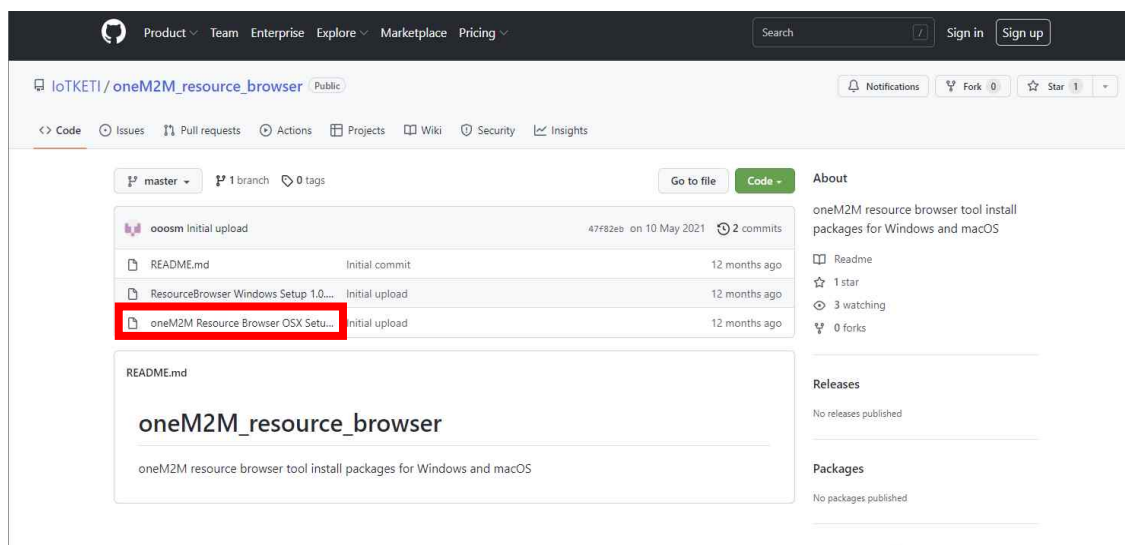 Product Team Enterprise Explore Marketplace Pricing Search / Sign in Sign up
IoTKETI / oneM2M_resource_browser Public Notifications Fork 0 Star 1
<> Code Issues Pull requests Actions Projects Wiki Security Insights
master 1 branch 0 tags Go to file Code
About
oneM2M resource browser tool install
packages for Windows and macOS
ooosm Initial upload 47f82eb on 10 May 2021 2 commits
README.md Initial commit 12 months ago
ResourceBrowser Windows Setup 1.0.... Initial upload 12 months ago
oneM2M Resource Browser OSX Setu... Initial upload 12 months ago
Readme
1 star
3 watching
0 forks
README.md
oneM2M_resource_browser
oneM2M resource browser tool install packages for Windows and macOS
Releases
No releases published
Packages
No packages published